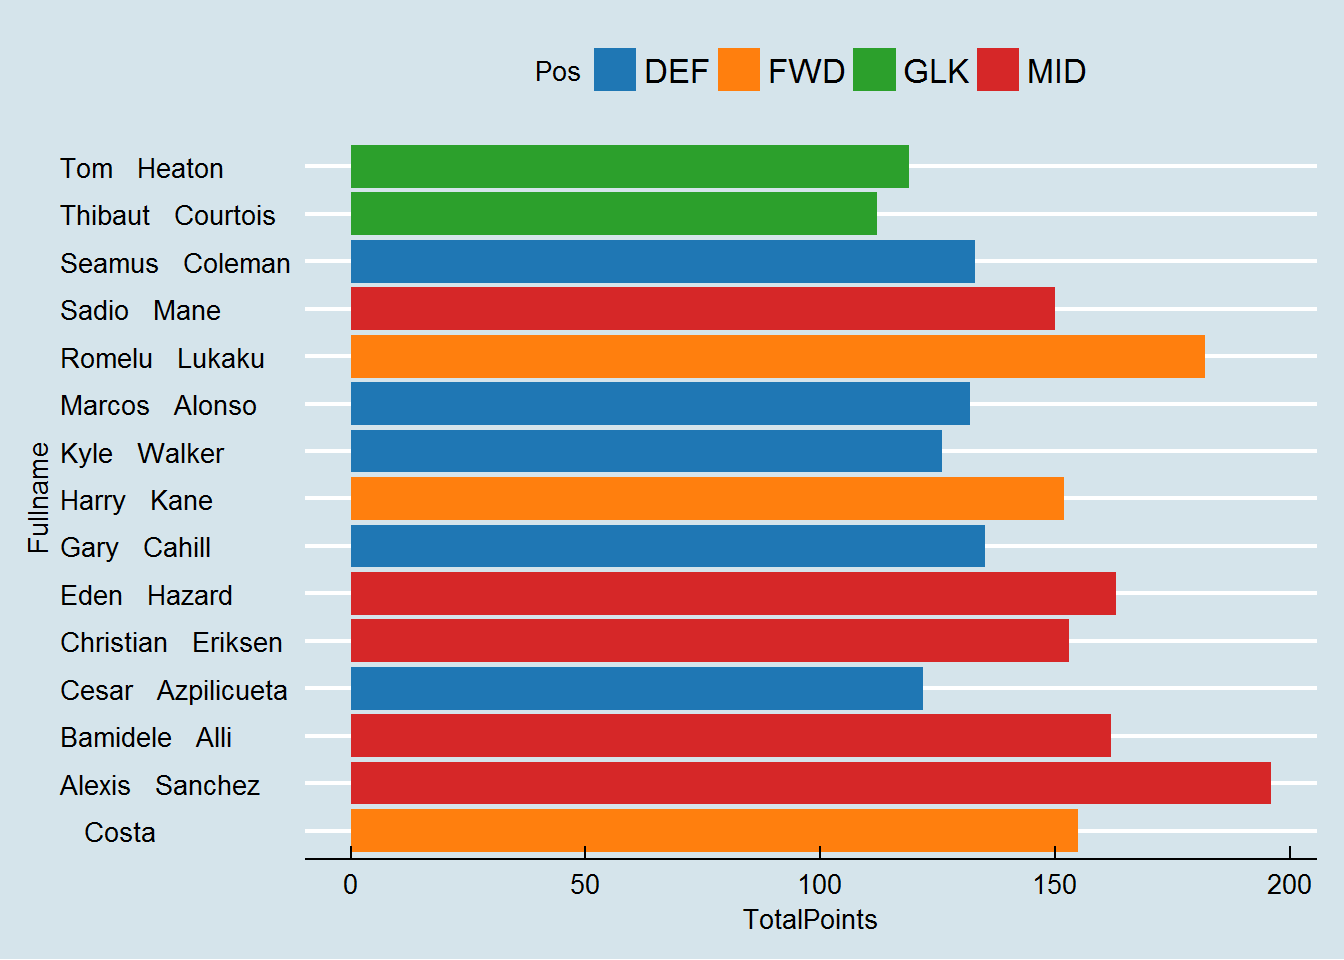 Pos DEF FWD GLK MID
Tom Heaton
Thibaut Courtois
Seamus Coleman
Sadio Mane
Romelu Lukaku
Marcos Alonso
Kyle Walker
Harry Kane
Gary Cahill
Eden Hazard
Christian Eriksen
Cesar Azpilicueta
Bamidele Alli
Alexis Sanchez
Costa
Fullname
0 50 100 150 200
TotalPoints